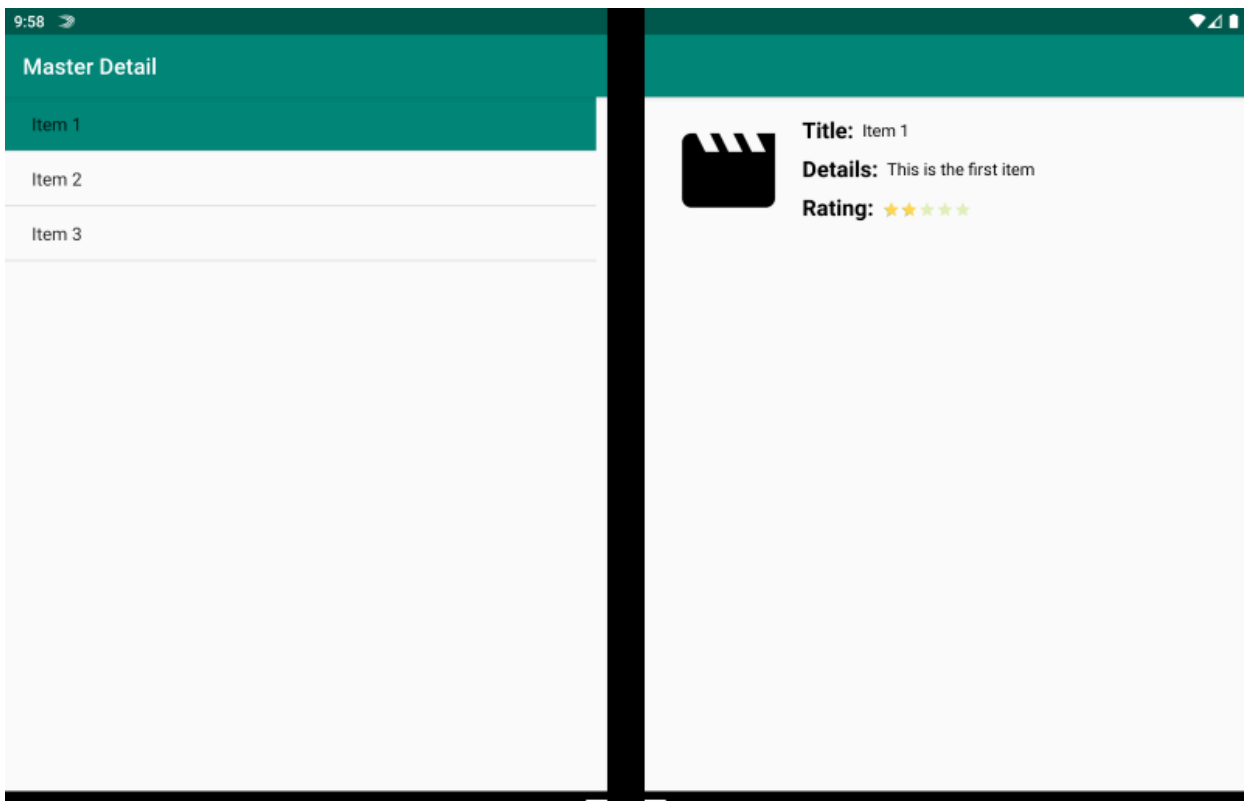 9:58
Master Detail
Item 1
Item 2
Item 3
Title: Item 1
Details: This is the first item
Rating: